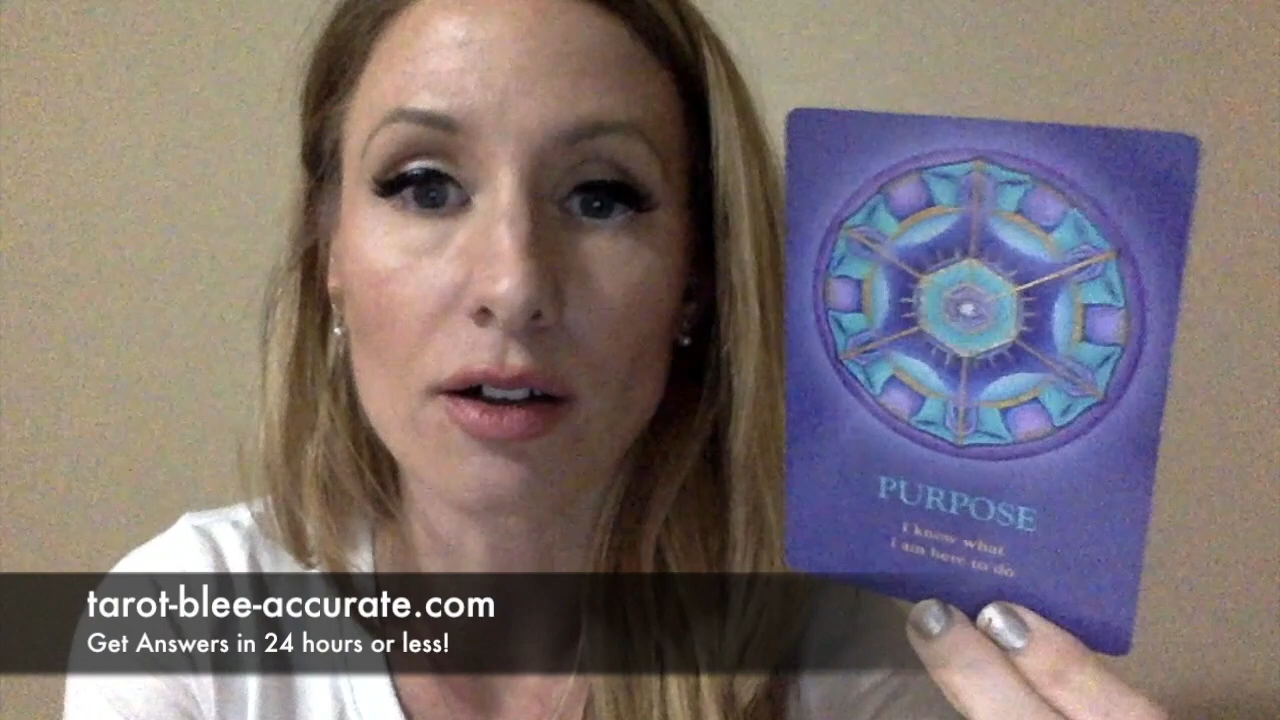 PURPOSE
I know what
I am here to do
tarot-blee-accurate.com
Get Answers in 24 hours or less!